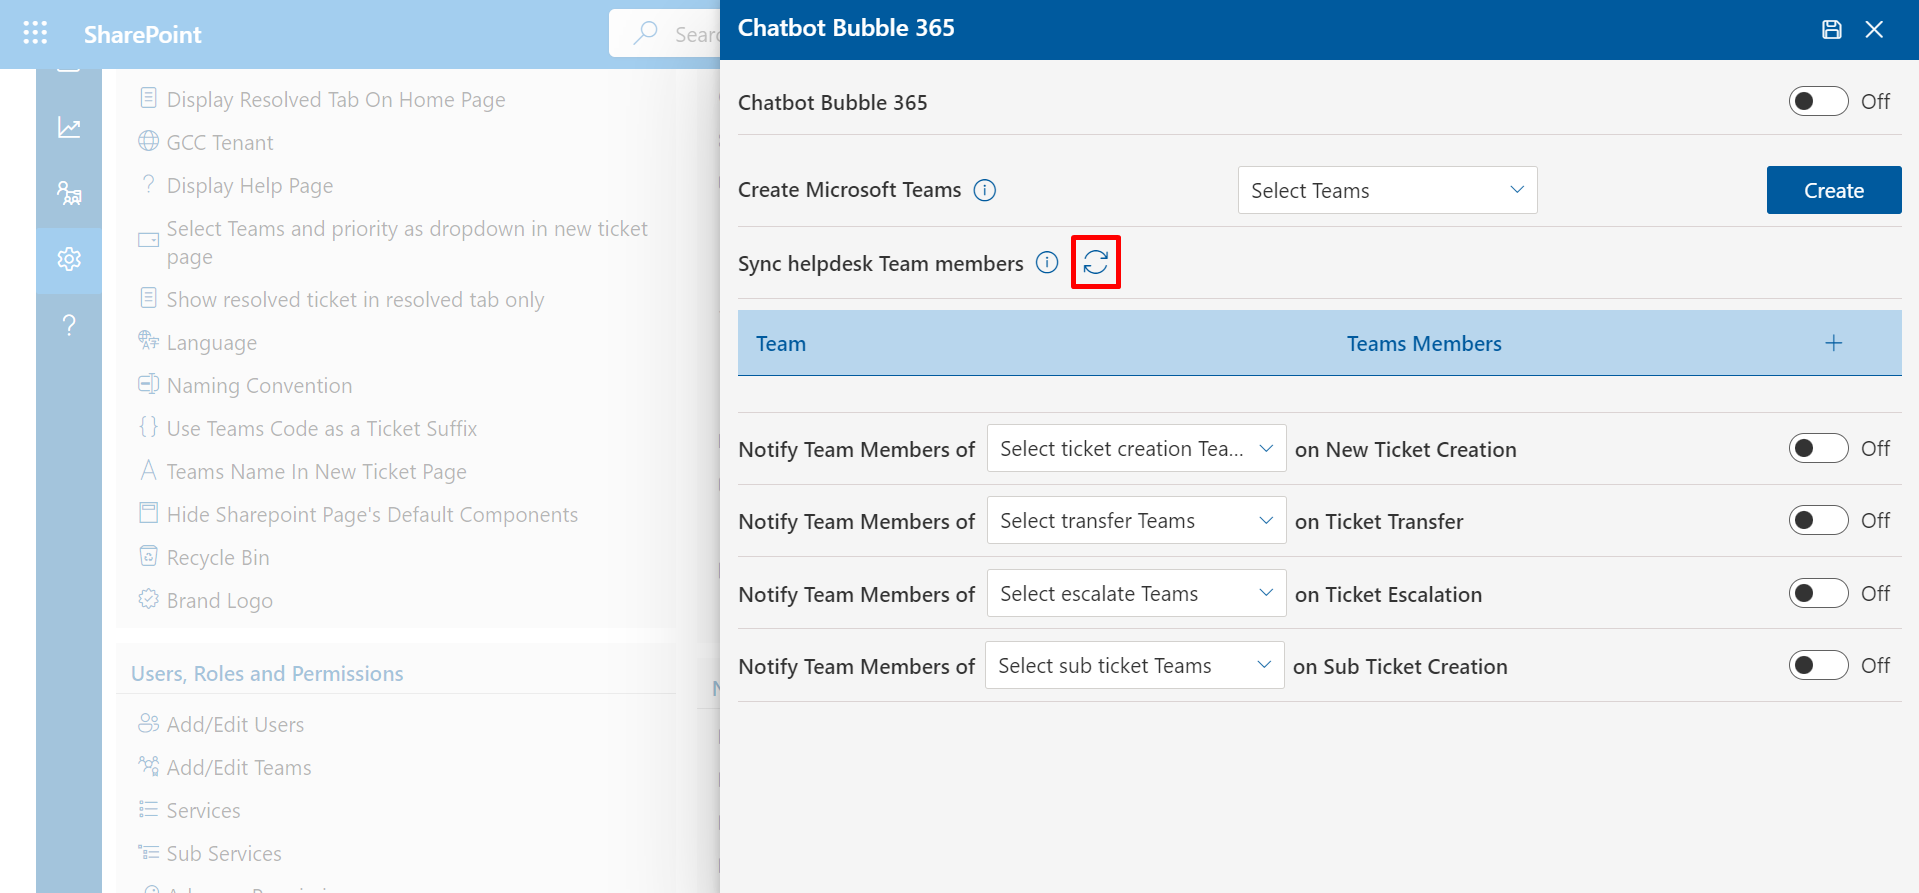 SharePoint
Chatbot Bubble 365
Display Resolved Tab On Home Page
GCC Tenant
Display Help Page
Select Teams and priority as dropdown in new ticket
page
Show resolved ticket in resolved tab only
Language
Naming Convention
Use Teams Code as a Ticket Suffix
Teams Name In New Ticket Page
Hide Sharepoint Page's Default Components
Recycle Bin
Brand Logo
Users, Roles and Permissions
Add/Edit Users
Add/Edit Teams
Services
Sub Services
Chatbot Bubble 365 Off
Create Microsoft Teams Select Teams Create
Sync helpdesk Team members
Team Teams Members +
Notify Team Members of Select ticket creation Tea... on New Ticket Creation Off
Notify Team Members of Select transfer Teams on Ticket Transfer Off
Notify Team Members of Select escalate Teams on Ticket Escalation Off
Notify Team Members of Select sub ticket Teams on Sub Ticket Creation Off